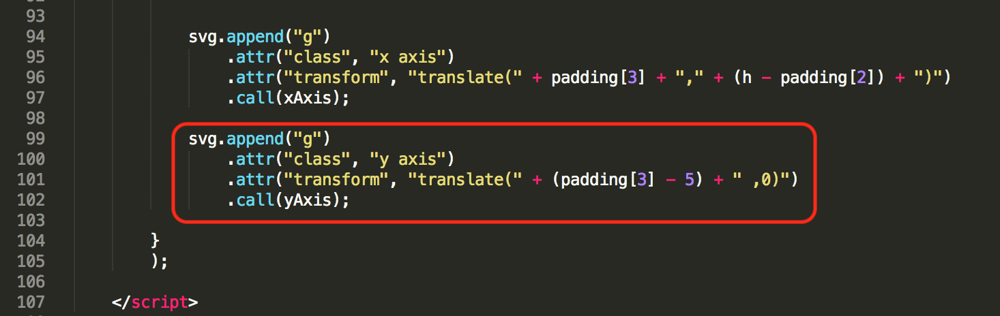 93
94 svg.append("g")
95 .attr("class", "x axis")
96 .attr("transform", "translate(" + padding[3] + "," + (h - padding[2]) + ")")
97 .call(xAxis);
98
99 svg.append("g")
100 .attr("class", "y axis")
101 .attr("transform", "translate(" + (padding[3] - 5) + " ,0)")
102 .call(yAxis);
103
104 }
105 );
106
107 </script>